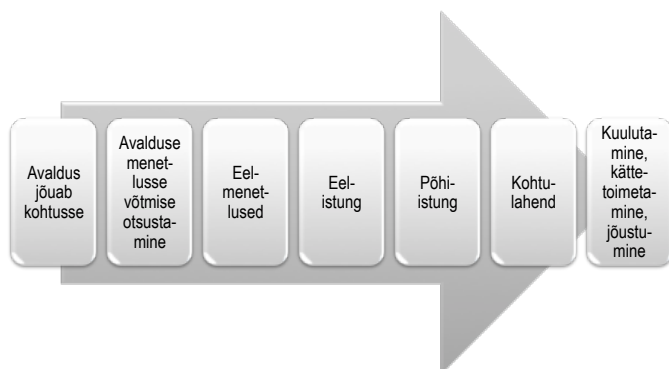 Avaldus
jõuab
kohtusse
Avalduse
menet-
lusse
võtmise
otsusta-
mine
Eel-
menet-
lused
Eel-
istung
Põhi-
istung
Kohtu-
lahend
Kuuluta-
mine,
kätte-
toimeta-
mine,
jõustu-
mine